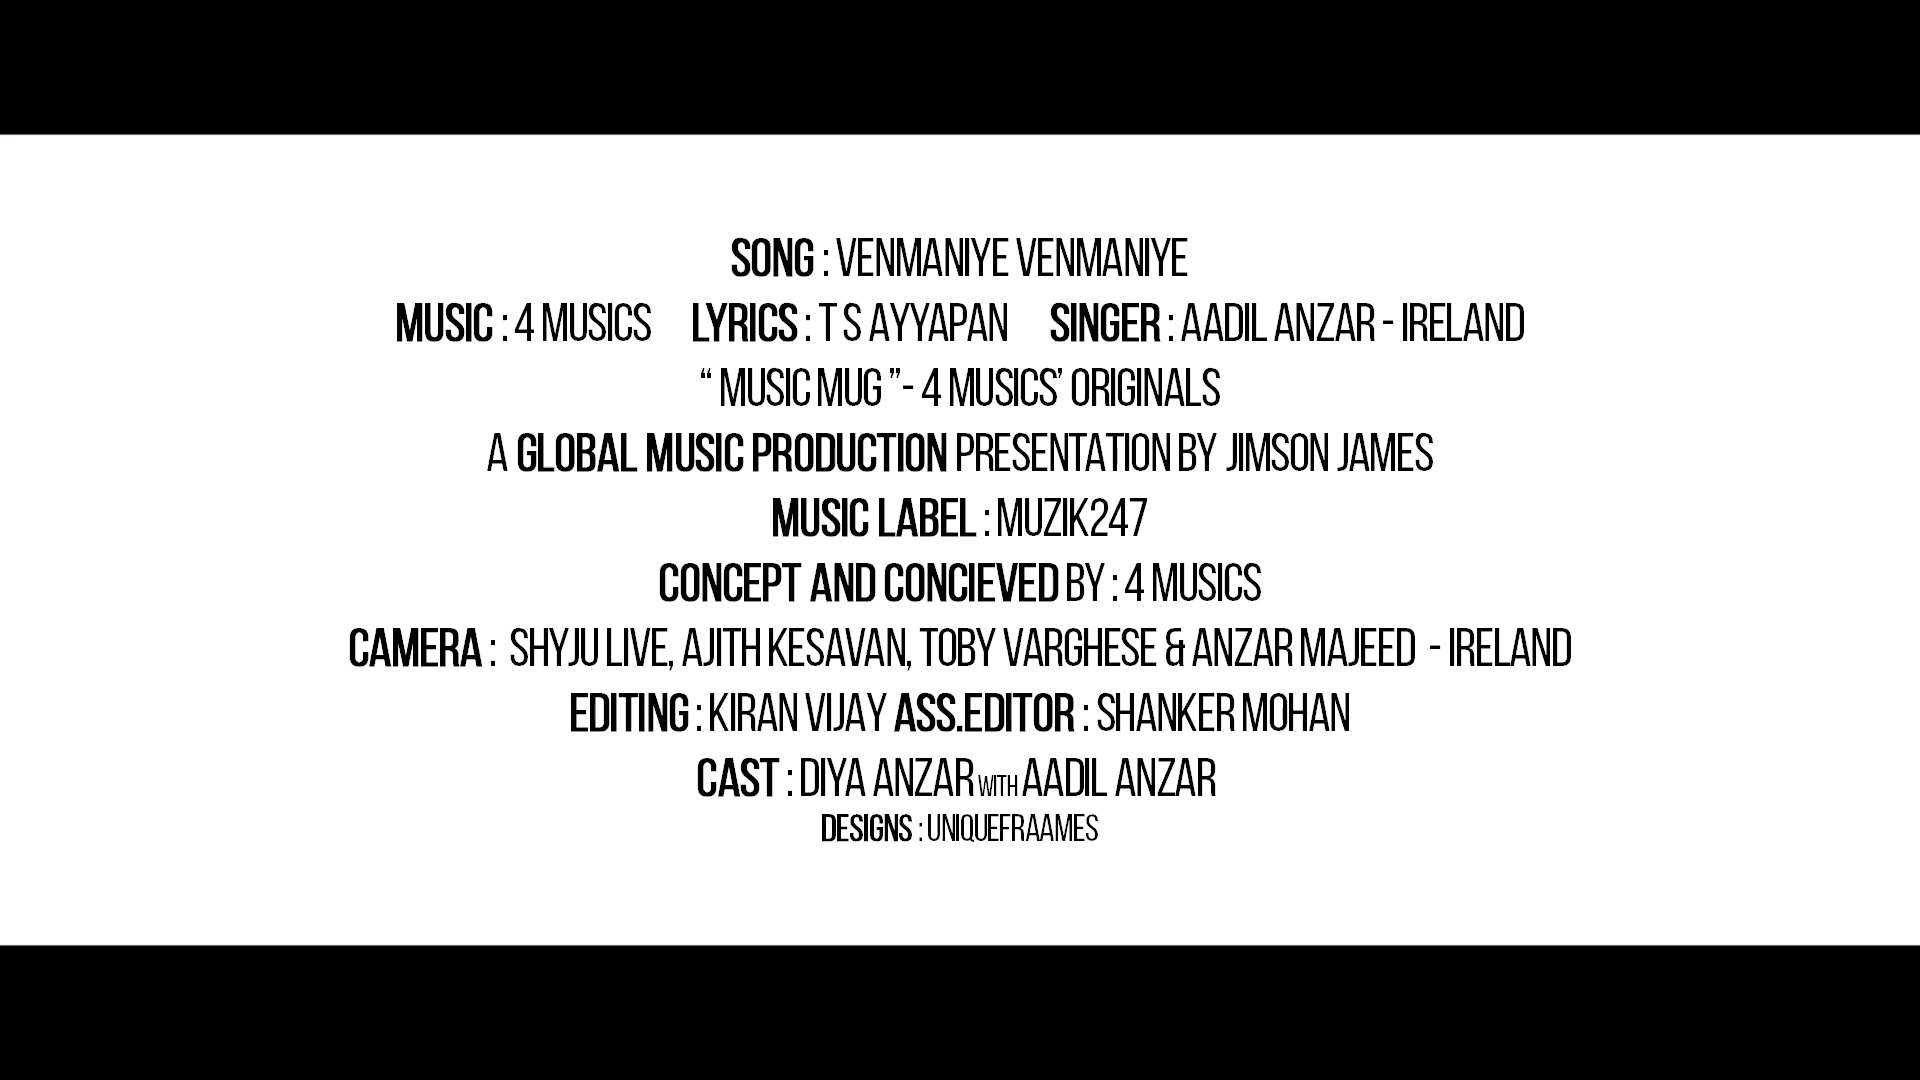 SONG : VENMANIYE VENMANIYE
MUSIC : 4 MUSICS LYRICS : T S AYYAPAN SINGER : AADIL ANZAR - IRELAND
“ MUSIC MUG ”- 4 MUSICS’ ORIGINALS
A GLOBAL MUSIC PRODUCTION PRESENTATION BY JIMSON JAMES
MUSIC LABEL : MUZIK247
CONCEPT AND CONCIEVED BY : 4 MUSICS
CAMERA : SHYJU LIVE, AJITH KESAVAN, TOBY VARGHESE & ANZAR MAJEED - IRELAND
EDITING : KIRAN VIJAY ASS.EDITOR : SHANKER MOHAN
CAST : DIYA ANZAR WITH AADIL ANZAR
DESIGNS : UNIQUEFRAAMES